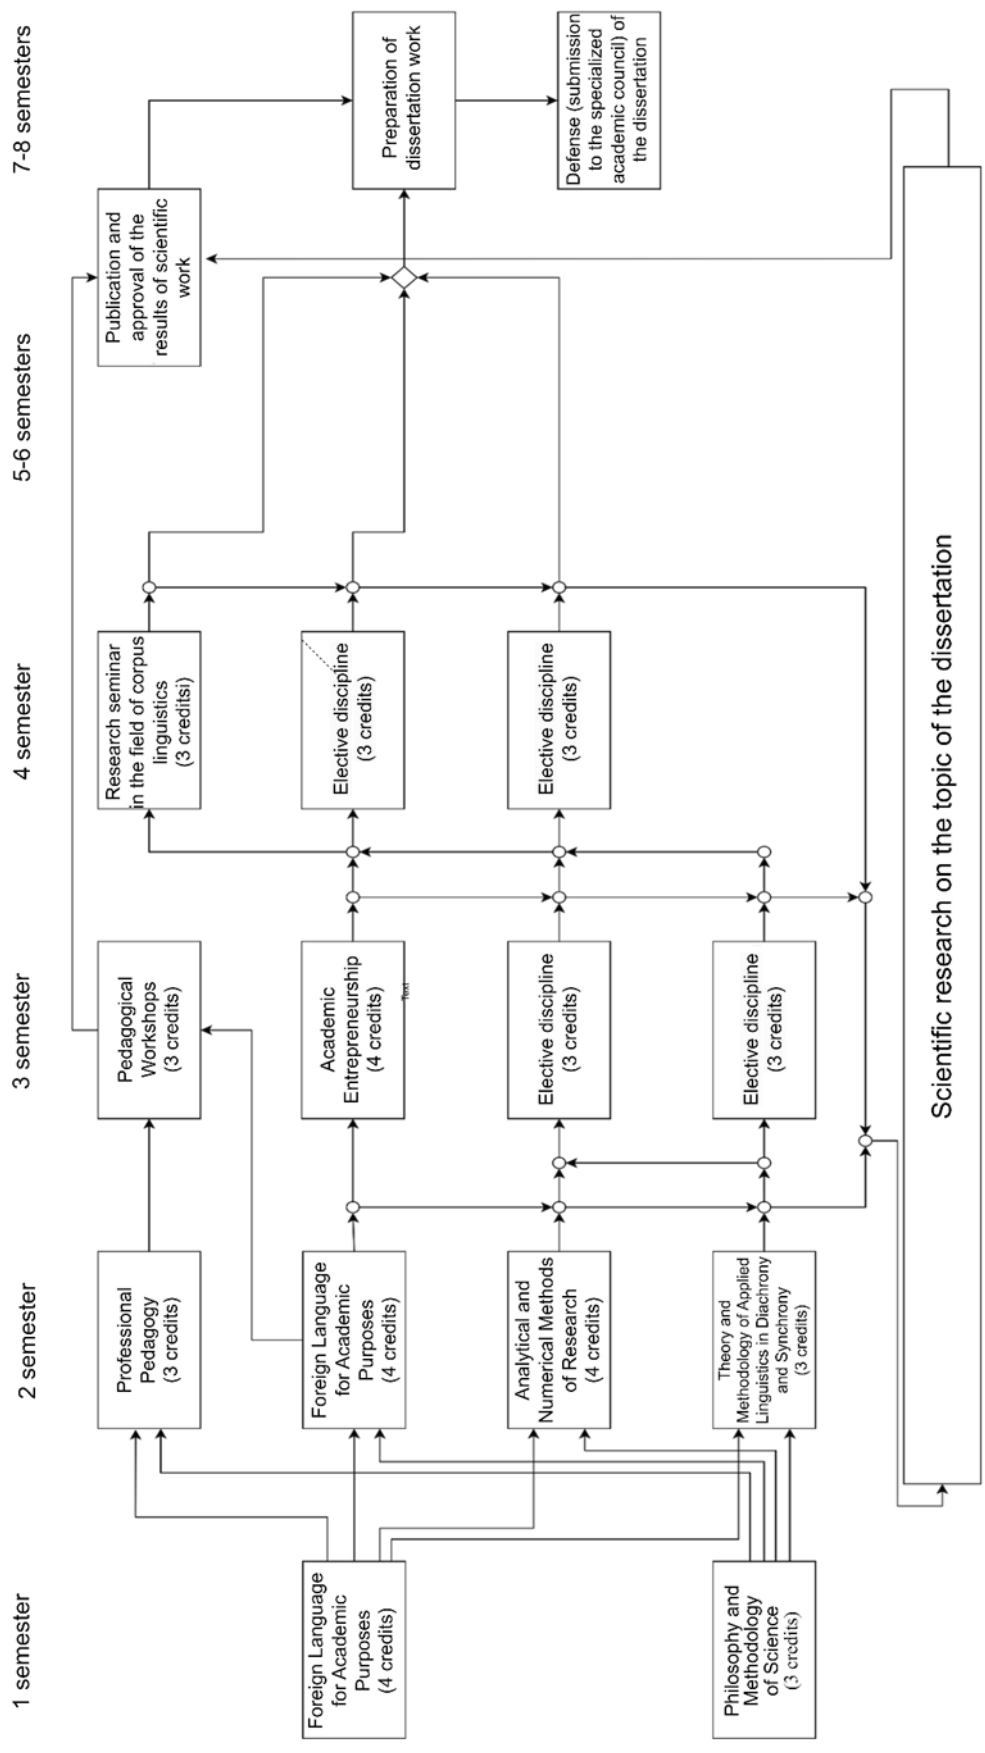 1 semester
2 semester
3 semester
4 semester
5-6 semesters
7-8 semesters
Foreign Language
for Academic
Purposes
(4 credits)
Philosophy and
Methodology
of Science
(3 credits)
Professional
Pedagogy
(3 credits)
Foreign Language
for Academic
Purposes
(4 credits)
Analytical and
Numerical Methods
of Research
(4 credits)
Theory and
Methodology of Applied
Linguistics in Diachrony
and Synchrony
(3 credits)
Pedagogical
Workshops
(3 credits)
Academic
Entrepreneurship
(4 credits)
Text
Elective discipline
(3 credits)
Elective discipline
(3 credits)
Research seminar
in the field of corpus
linguistics
(3 creditsi)
Elective discipline
(3 credits)
Elective discipline
(3 credits)
Publication and
approval of the
results of scientific
work
Preparation of
dissertation work
Defense (submission
to the specialized
academic council) of
the dissertation
Scientific research on the topic of the dissertation